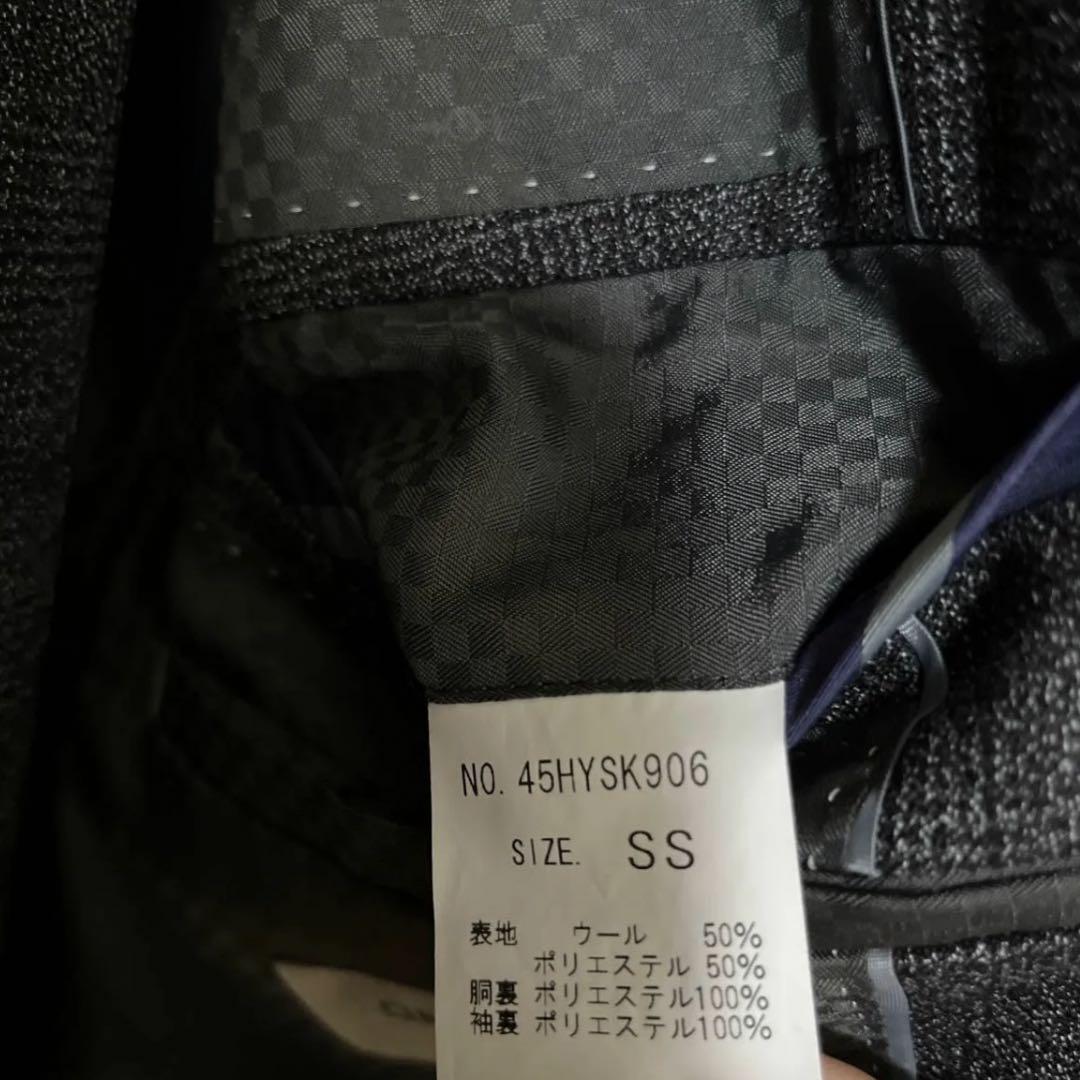 NO. 45HYSK906
SIZE. SS
表地 ウール 50%
ポリエステル 50%
胴裏 ポリエステル100%
袖裏 ポリエステル100%